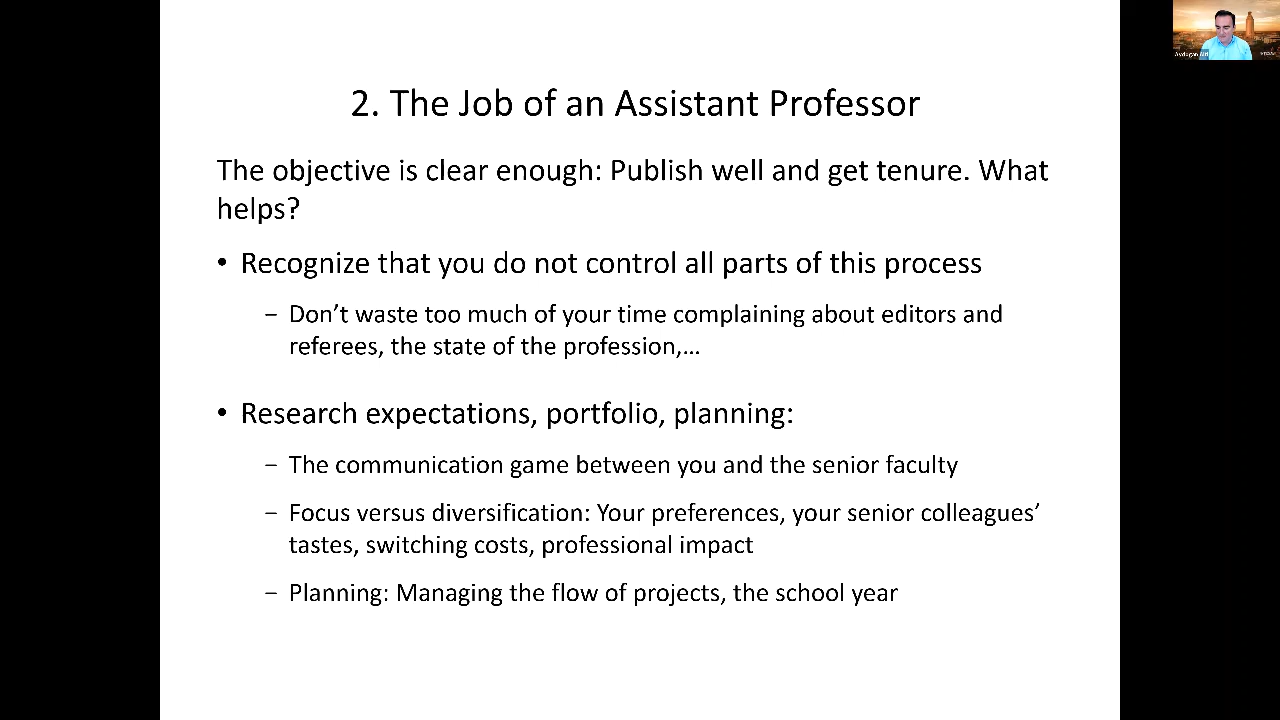 2. The Job of an Assistant Professor
The objective is clear enough: Publish well and get tenure. What
helps?
• Recognize that you do not control all parts of this process
– Don’t waste too much of your time complaining about editors and
referees, the state of the profession,…
• Research expectations, portfolio, planning:
– The communication game between you and the senior faculty
– Focus versus diversification: Your preferences, your senior colleagues’
tastes, switching costs, professional impact
– Planning: Managing the flow of projects, the school year
Aydogan